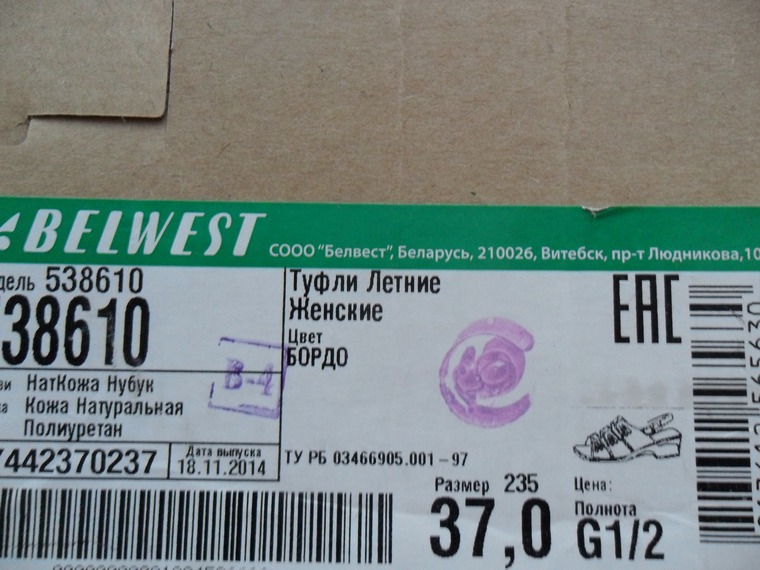 BELWEST
СООО "Белвест", Беларусь, 210026, Витебск, пр-т Людникова,10
дель 538610
38610
Туфли Летние
Женские
Цвет
БОРДО
EAC
В-4
НатКожа Нубук
Кожа Натуральная
Полиуретан
7442370237
Дата выпуска
18.11.2014
ТУ РБ 03466905.001-97
Размер 235
37,0
Цена:
Полнота
G1/2